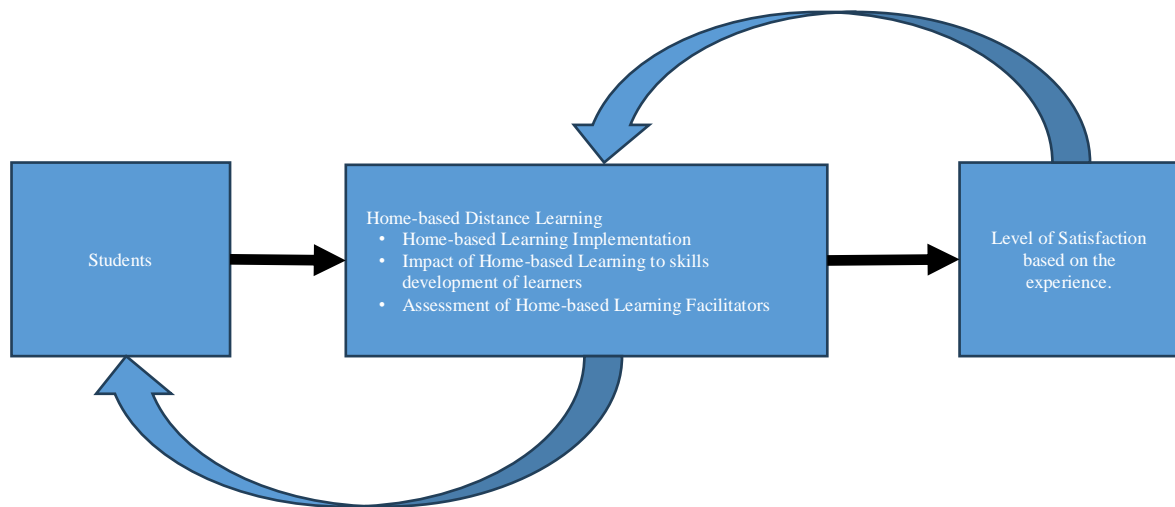 Students
Home-based Distance Learning
• Home-based Learning Implementation
• Impact of Home-based Learning to skills
development of learners
• Assessment of Home-based Learning Facilitators
Level of Satisfaction
based on the
experience.